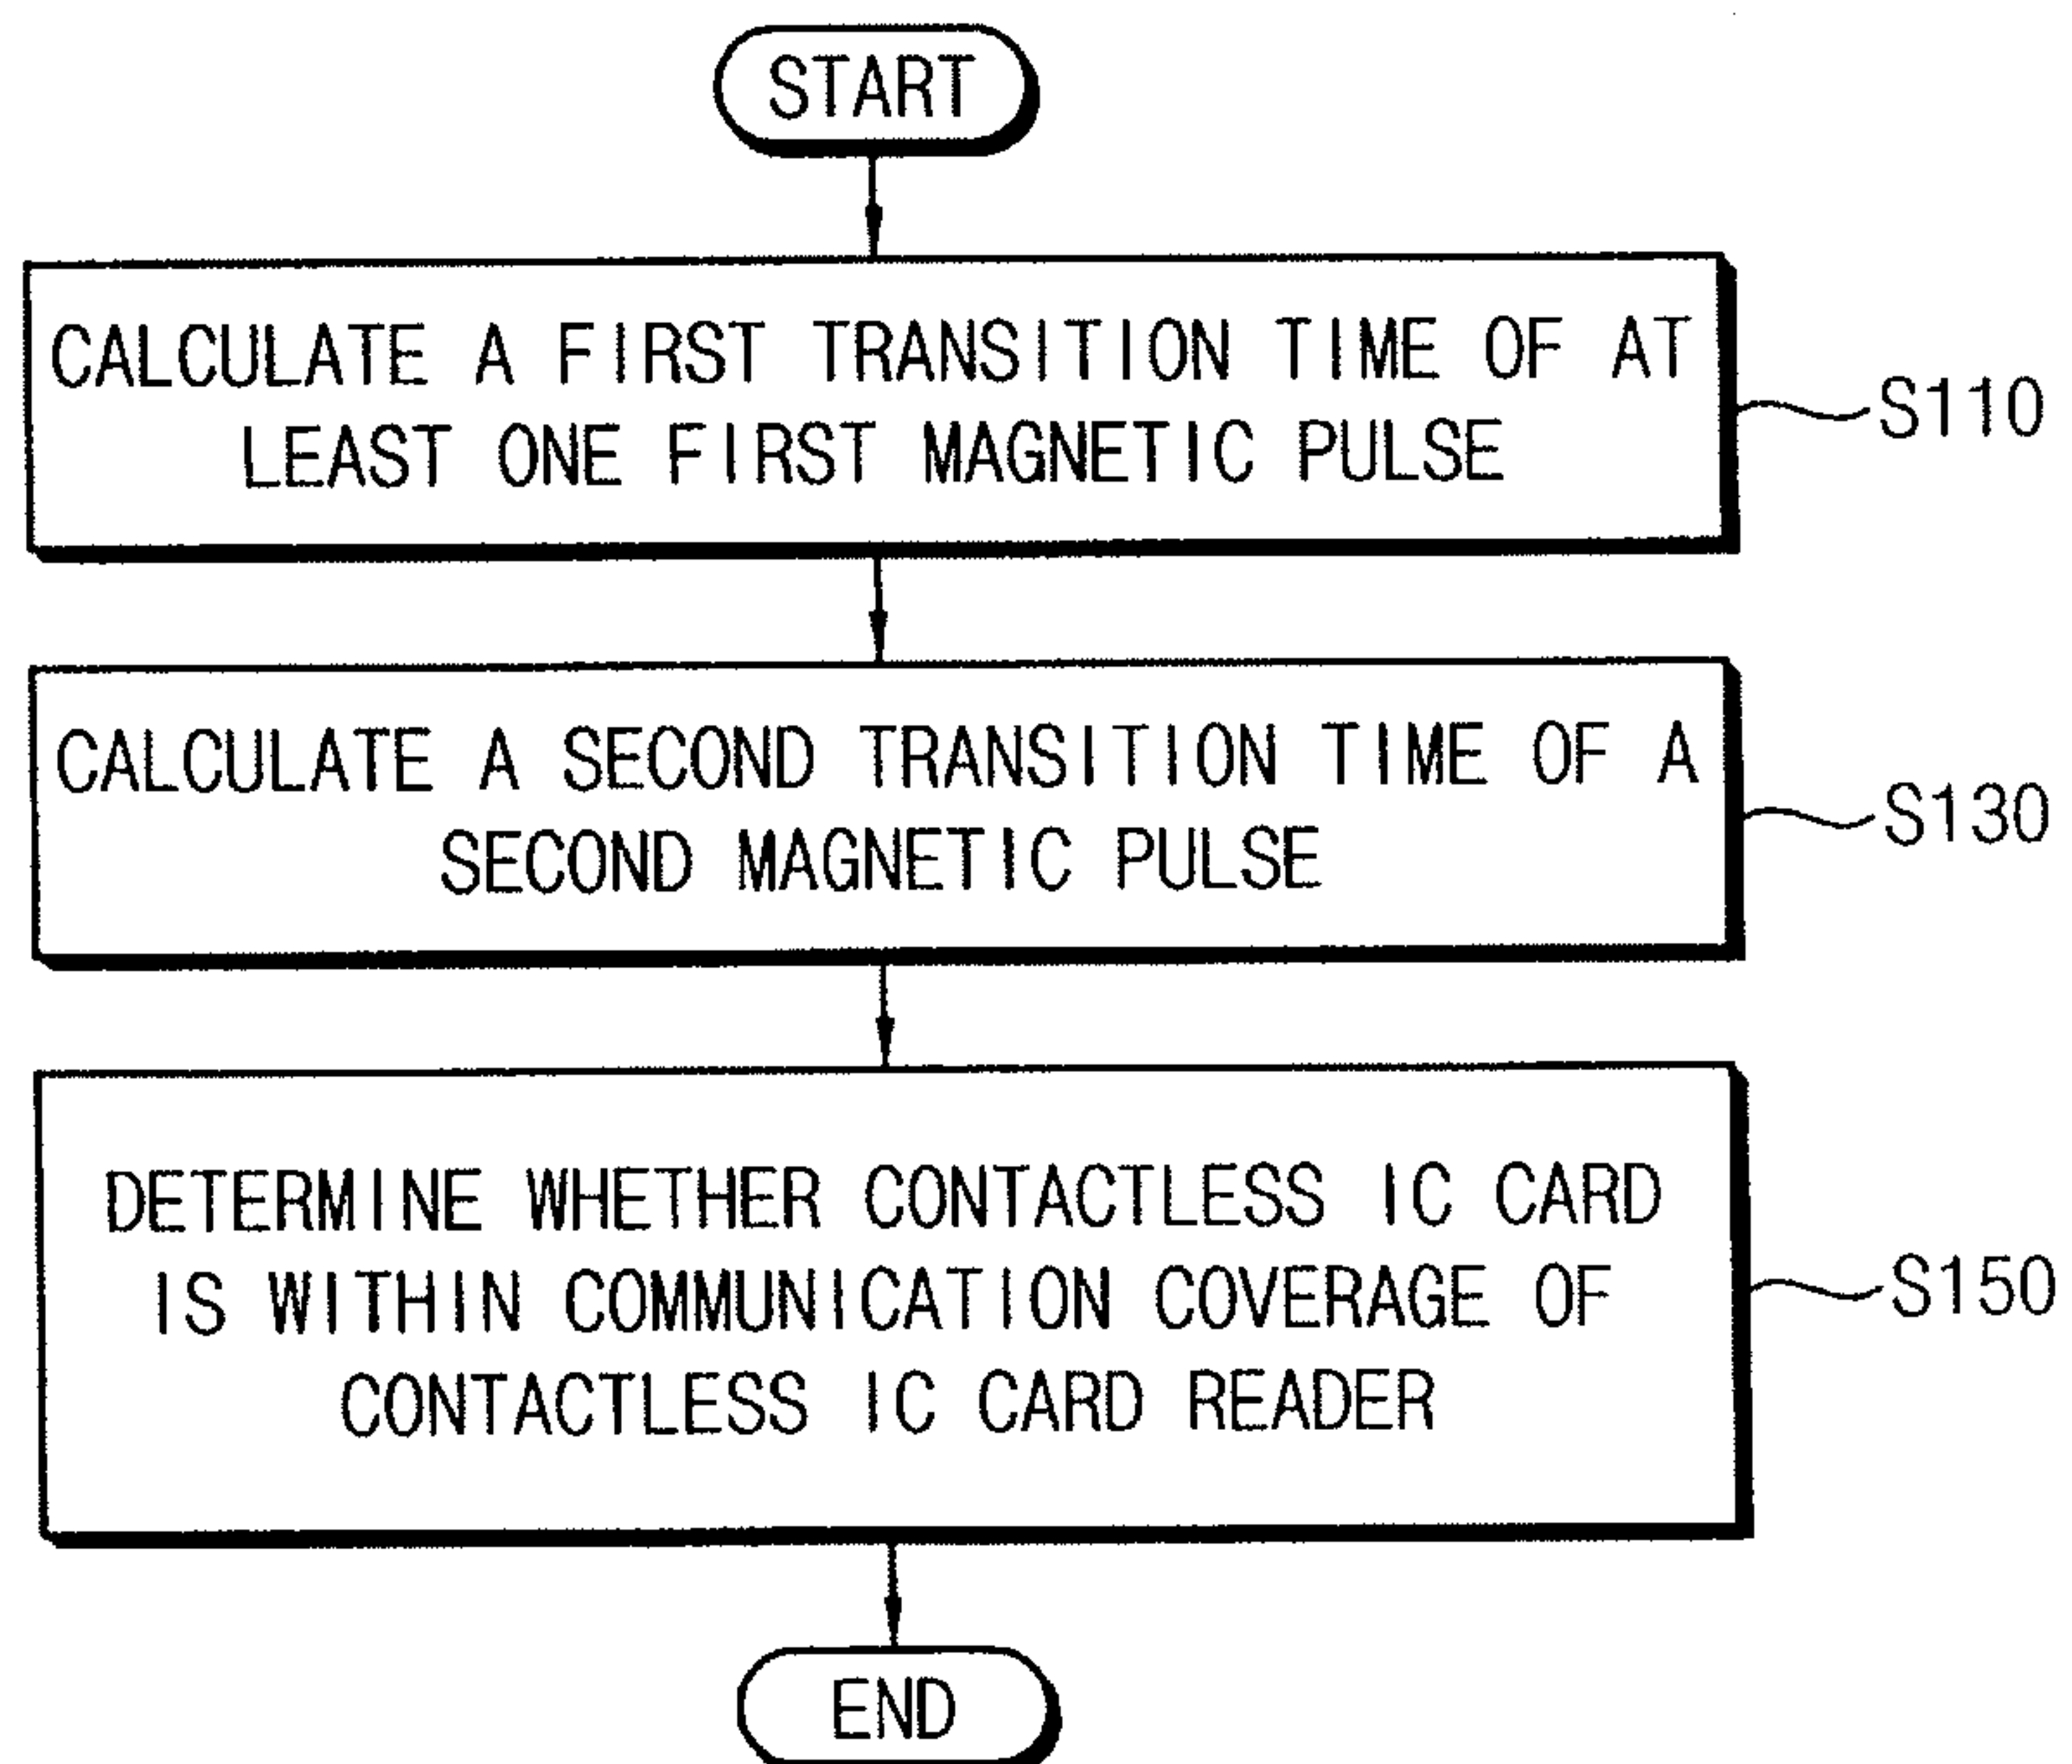 START
CALCULATE A FIRST TRANSITION TIME OF AT
LEAST ONE FIRST MAGNETIC PULSE
S110
CALCULATE A SECOND TRANSITION TIME OF A
SECOND MAGNETIC PULSE
S130
DETERMINE WHETHER CONTACTLESS IC CARD
IS WITHIN COMMUNICATION COVERAGE OF
CONTACTLESS IC CARD READER
S150
END